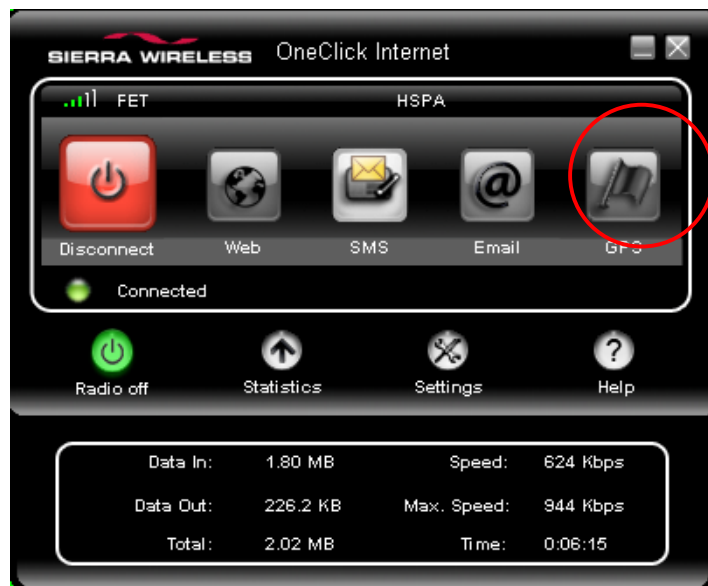 SIERRA WIRELESS OneClick Internet
FET HSPA
Disconnect Web SMS Email GPS
Connected
Radio off Statistics Settings Help
Data In: 1.80 MB Speed: 624 Kbps
Data Out: 226.2 KB Max. Speed: 944 Kbps
Total: 2.02 MB Time: 0:06:15